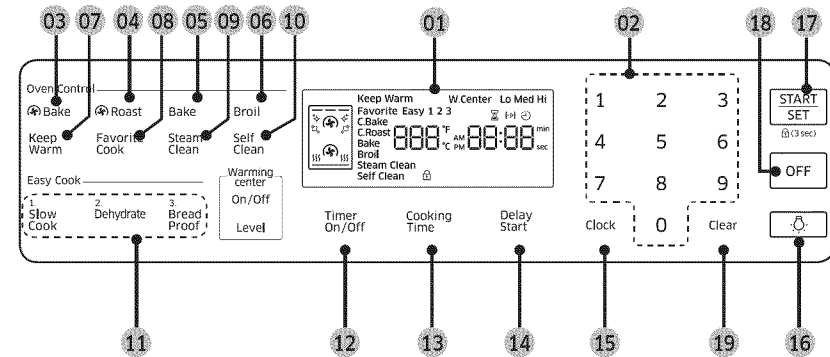 03 07 04 08 05 09 06 10 01 02 18 17
Oven Control
Bake Roast Bake Broil
Keep Warm
Favorite Cook
Steam Clean
Self Clean
Easy Cook
1. Slow Cook
2. Dehydrate
3. Bread Proof
Warming center
On/Off
Level
Keep Warm W.Center Lo Med Hi
Favorite Easy 1 2 3
C.Bake
C.Roast
Bake
Broil
Steam Clean
Self Clean
888 °F °C AM PM 88:88 min sec
Timer On/Off
Cooking Time
Delay Start
1 2 3
4 5 6
7 8 9
Clock 0 Clear
START
SET
(3 sec)
OFF
11 12 13 14 15 19 16